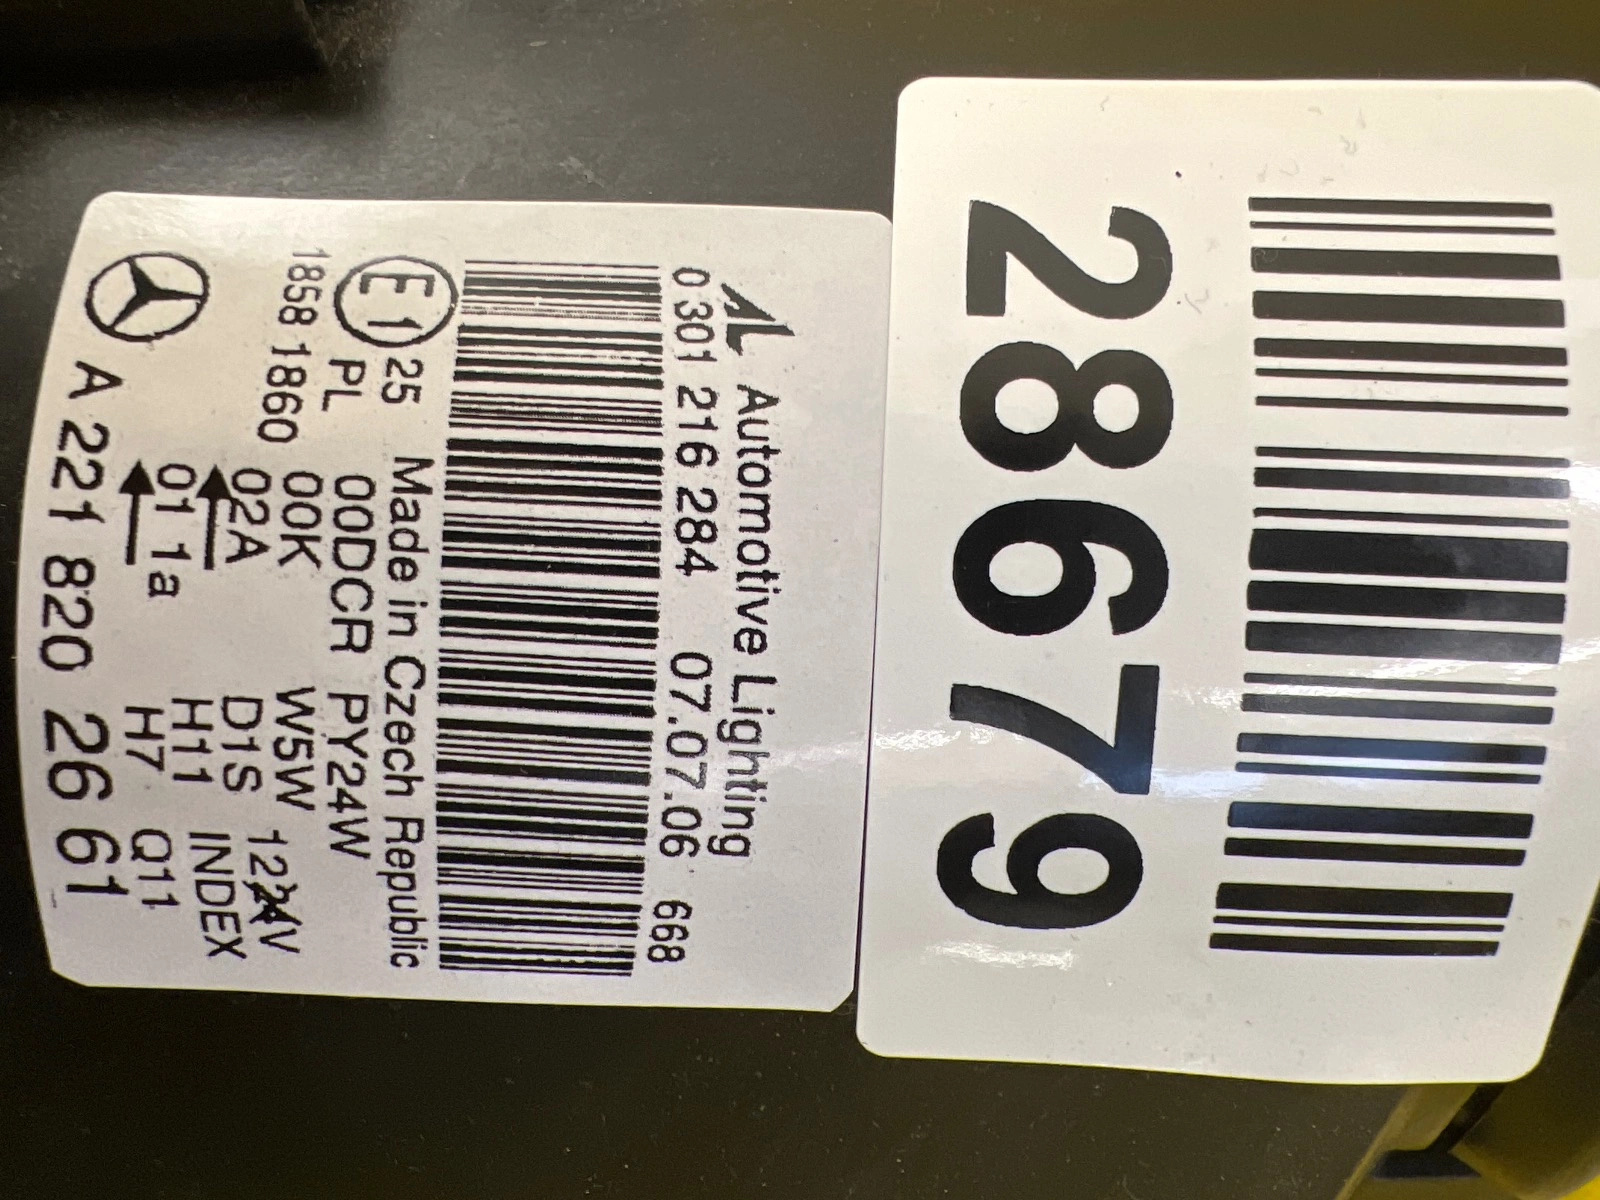 28679
Automotive Lighting
0 301 216 284 07.07.06 668
E1 25 Made in Czech Republic
PL 00DCR PY24W
1858 1860 00K W5W 12V
02A D1S INDEX
01 1a H11 Q11
H7
A 221 820 26 61